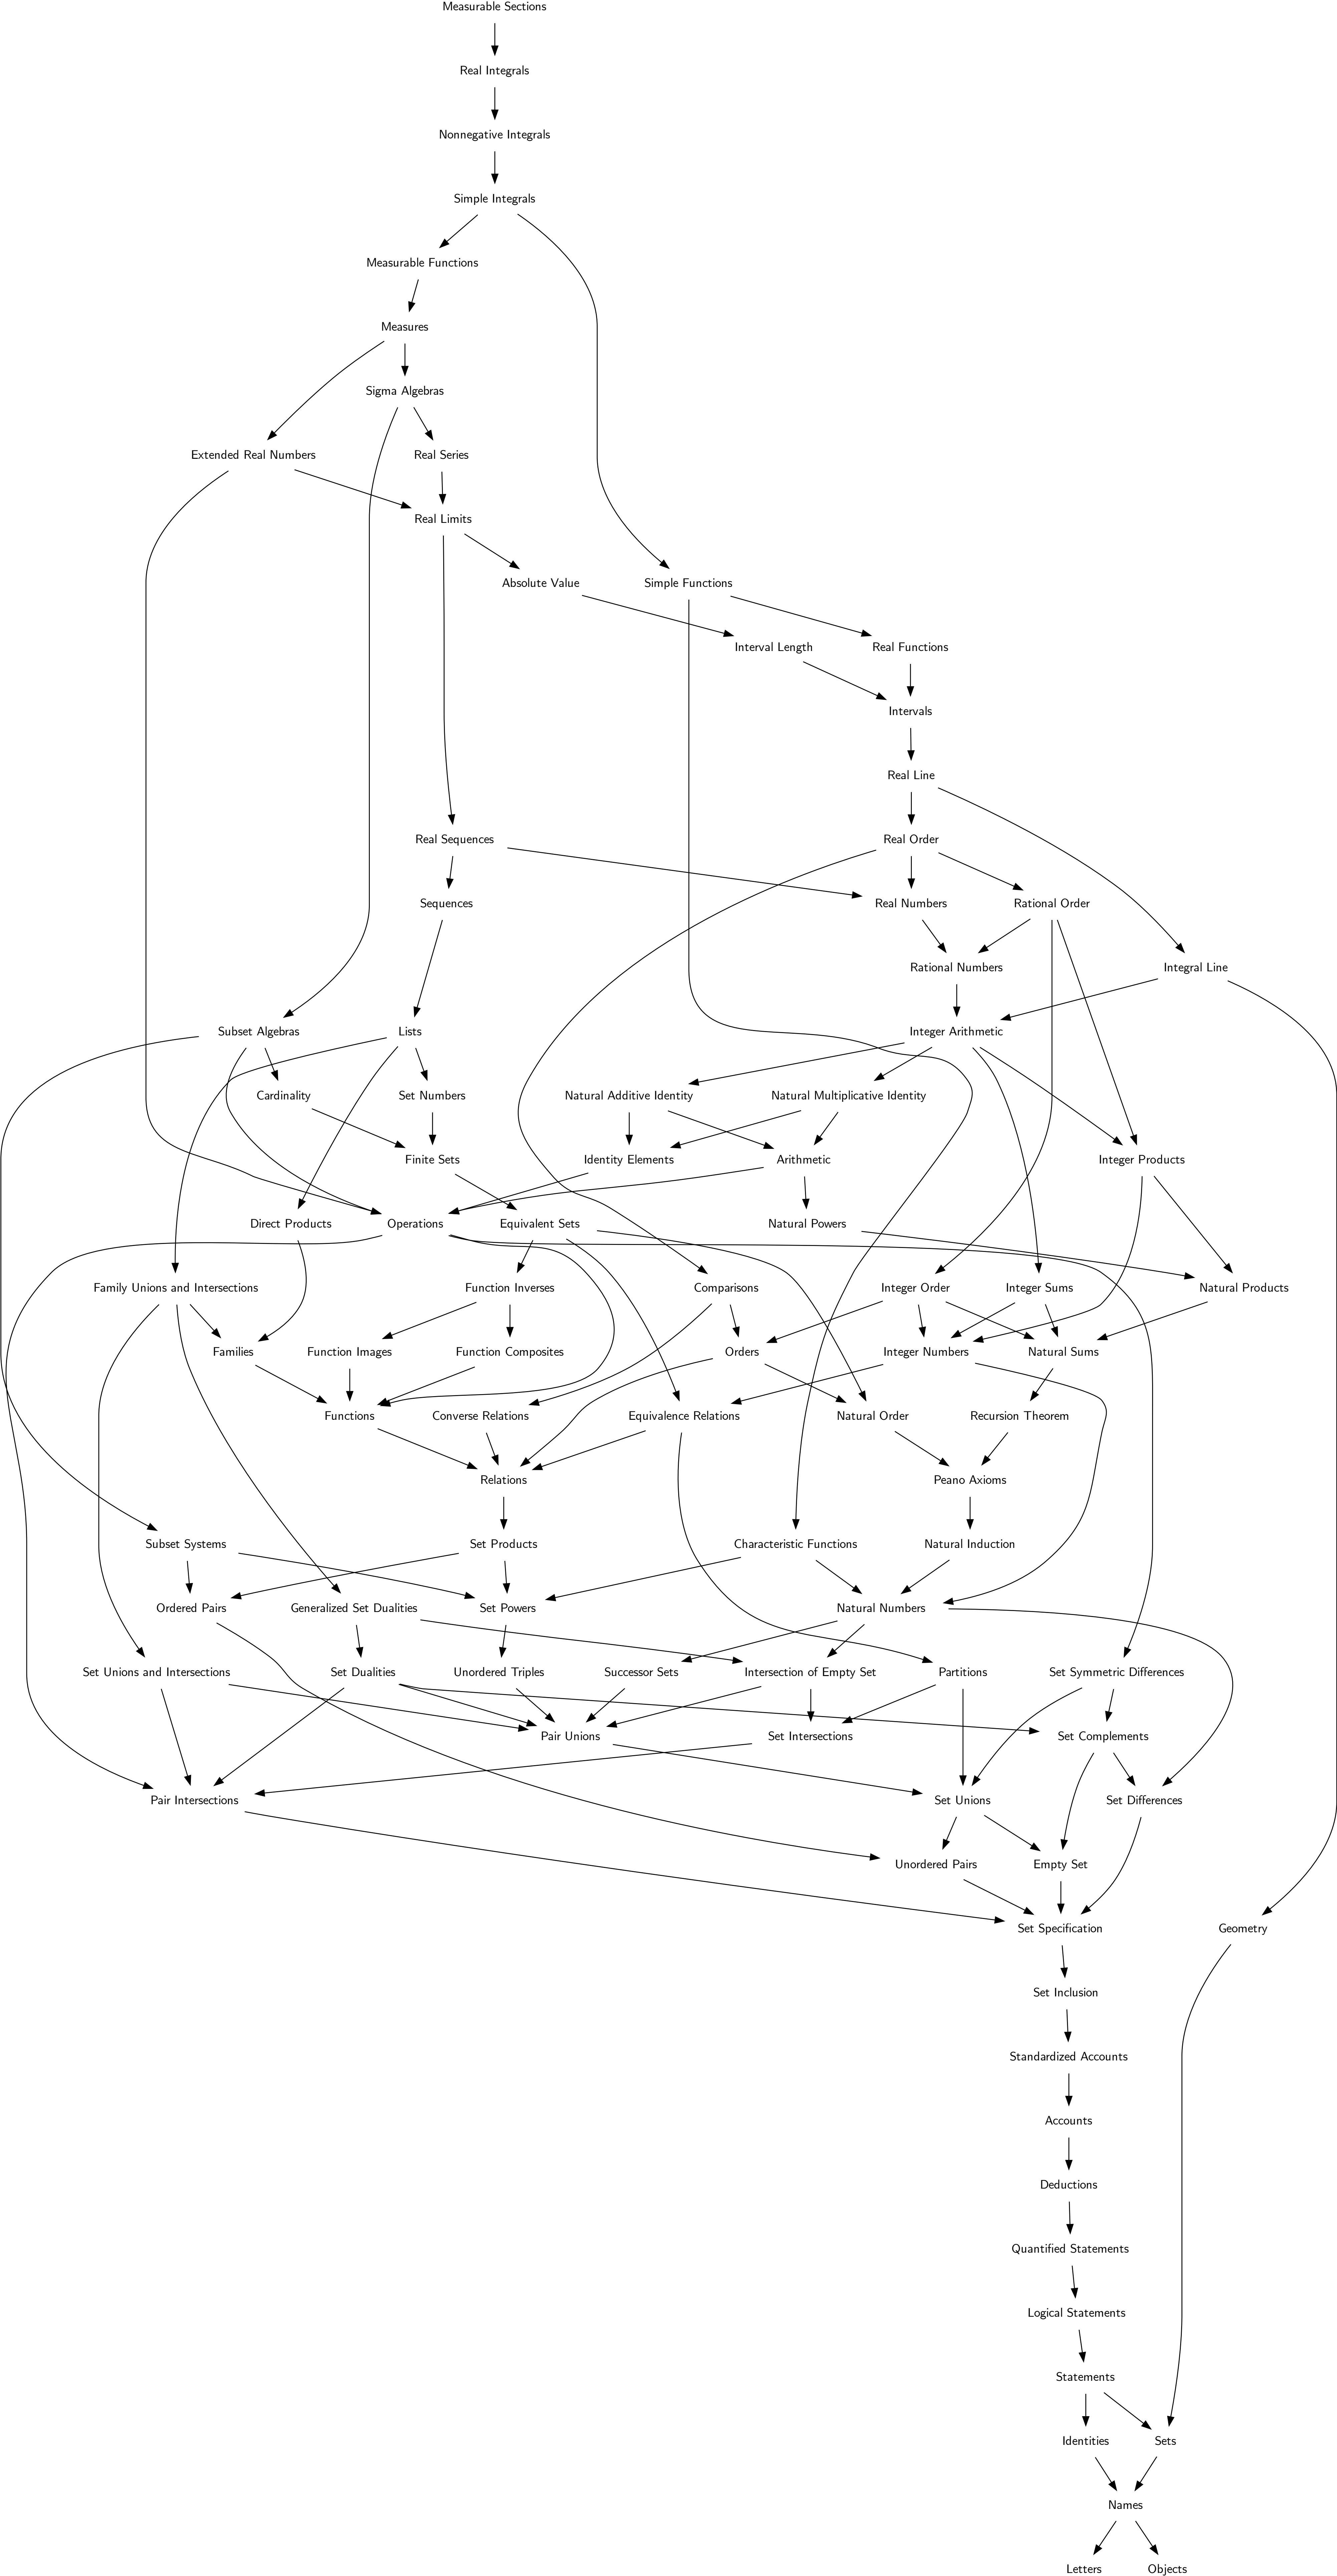 Measurable Sections
Real Integrals
Nonnegative Integrals
Simple Integrals
Measurable Functions
Measures
Sigma Algebras
Extended Real Numbers
Real Series
Real Limits
Absolute Value
Simple Functions
Interval Length
Real Functions
Intervals
Real Line
Real Sequences
Real Order
Sequences
Real Numbers
Rational Order
Rational Numbers
Integral Line
Subset Algebras
Lists
Integer Arithmetic
Cardinality
Set Numbers
Natural Additive Identity
Natural Multiplicative Identity
Finite Sets
Identity Elements
Arithmetic
Integer Products
Direct Products
Operations
Equivalent Sets
Natural Powers
Family Unions and Intersections
Function Inverses
Comparisons
Integer Order
Integer Sums
Natural Products
Families
Function Images
Function Composites
Orders
Integer Numbers
Natural Sums
Functions
Converse Relations
Equivalence Relations
Natural Order
Recursion Theorem
Relations
Peano Axioms
Subset Systems
Set Products
Characteristic Functions
Natural Induction
Ordered Pairs
Generalized Set Dualities
Set Powers
Natural Numbers
Set Unions and Intersections
Set Dualities
Unordered Triples
Successor Sets
Intersection of Empty Set
Partitions
Set Symmetric Differences
Pair Unions
Set Intersections
Set Complements
Pair Intersections
Set Unions
Set Differences
Unordered Pairs
Empty Set
Set Specification
Geometry
Set Inclusion
Standardized Accounts
Accounts
Deductions
Quantified Statements
Logical Statements
Statements
Identities
Sets
Names
Letters
Objects